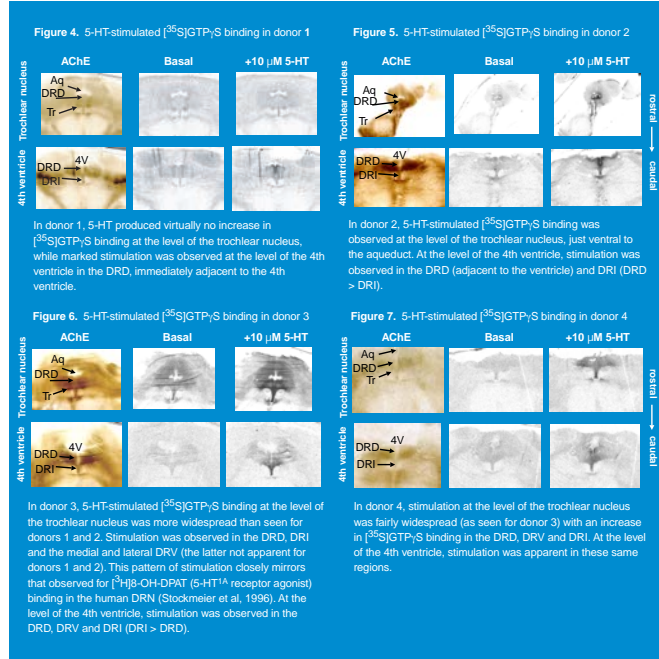 Figure 4. 5-HT-stimulated [³⁵S]GTPγS binding in donor 1
AChE Basal +10 µM 5-HT
Trochlear nucleus
Aq
DRD
Tr
4th ventricle
4V
DRD
DRI
In donor 1, 5-HT produced virtually no increase in
[³⁵S]GTPγS binding at the level of the trochlear nucleus,
while marked stimulation was observed at the level of the 4th
ventricle in the DRD, immediately adjacent to the 4th
ventricle.
Figure 5. 5-HT-stimulated [³⁵S]GTPγS binding in donor 2
AChE Basal +10 µM 5-HT
Trochlear nucleus
Aq
DRD
Tr
4th ventricle
4V
DRD
DRI
rostral
caudal
In donor 2, 5-HT-stimulated [³⁵S]GTPγS binding was
observed at the level of the trochlear nucleus, just ventral to
the aqueduct. At the level of the 4th ventricle, stimulation was
observed in the DRD (adjacent to the ventricle) and DRI (DRD
> DRI).
Figure 6. 5-HT-stimulated [³⁵S]GTPγS binding in donor 3
AChE Basal +10 µM 5-HT
Trochlear nucleus
Aq
DRD
Tr
4th ventricle
4V
DRD
DRI
In donor 3, 5-HT-stimulated [³⁵S]GTPγS binding at the level of
the trochlear nucleus was more widespread than seen for
donors 1 and 2. Stimulation was observed in the DRD, DRI
and the medial and lateral DRV (the latter not apparent for
donors 1 and 2). This pattern of stimulation closely mirrors
that observed for [³H]8-OH-DPAT (5-HT¹ᴬ receptor agonist)
binding in the human DRN (Stockmeier et al, 1996). At the
level of the 4th ventricle, stimulation was observed in the
DRD, DRV and DRI (DRI > DRD).
Figure 7. 5-HT-stimulated [³⁵S]GTPγS binding in donor 4
AChE Basal +10 µM 5-HT
Trochlear nucleus
Aq
DRD
Tr
4th ventricle
4V
DRD
DRI
rostral
caudal
In donor 4, stimulation at the level of the trochlear nucleus
was fairly widespread (as seen for donor 3) with an increase
in [³⁵S]GTPγS binding in the DRD, DRV and DRI. At the level
of the 4th ventricle, stimulation was apparent in these same
regions.